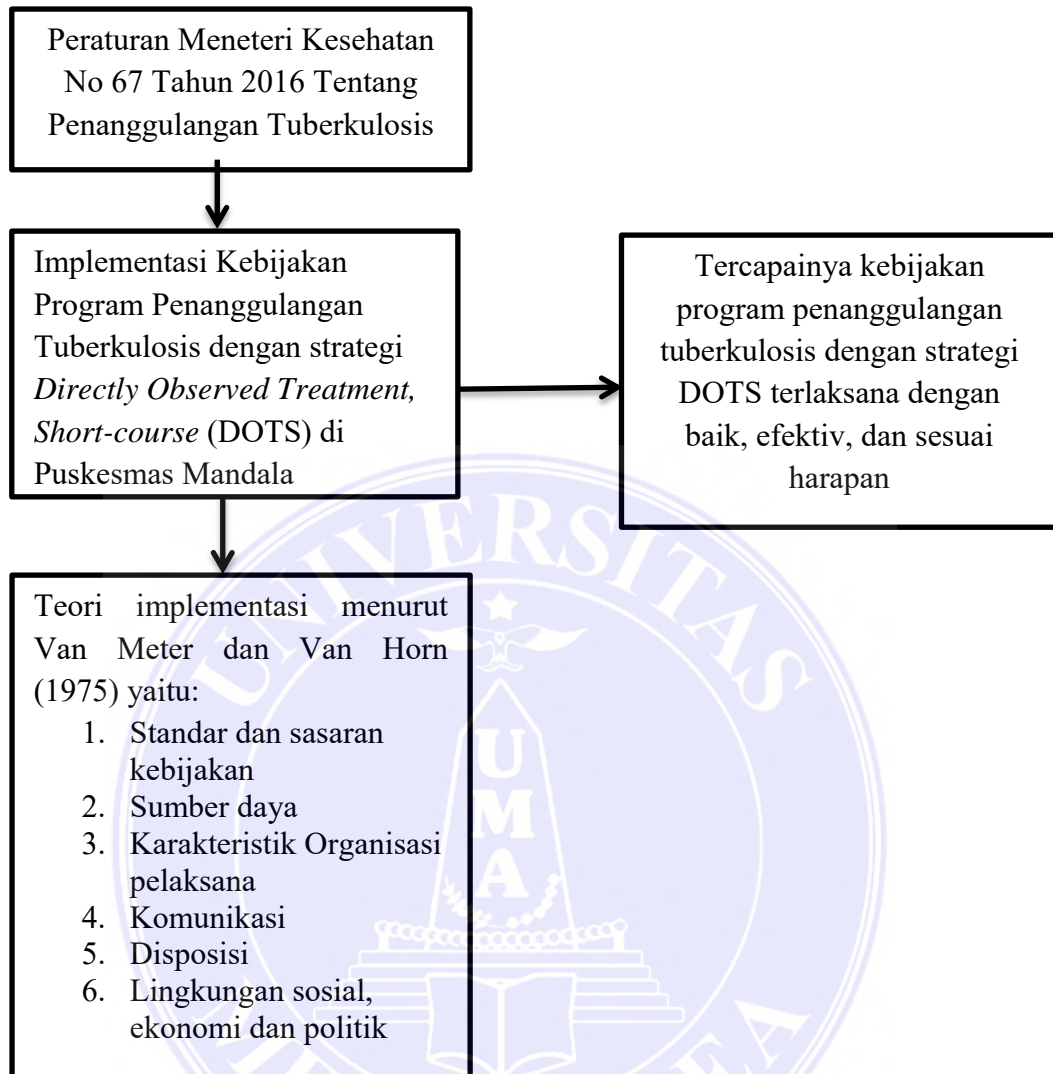 Peraturan Meneteri Kesehatan
No 67 Tahun 2016 Tentang
Penanggulangan Tuberkulosis
Implementasi Kebijakan
Program Penanggulangan
Tuberkulosis dengan strategi
Directly Observed Treatment,
Short-course (DOTS) di
Puskesmas Mandala
Tercapainya kebijakan
program penanggulangan
tuberkulosis dengan strategi
DOTS terlaksana dengan
baik, efektiv, dan sesuai
harapan
Teori implementasi menurut
Van Meter dan Van Horn
(1975) yaitu:
1. Standar dan sasaran
kebijakan
2. Sumber daya
3. Karakteristik Organisasi
pelaksana
4. Komunikasi
5. Disposisi
6. Lingkungan sosial,
ekonomi dan politik
UNIVERSITAS
U
M
A